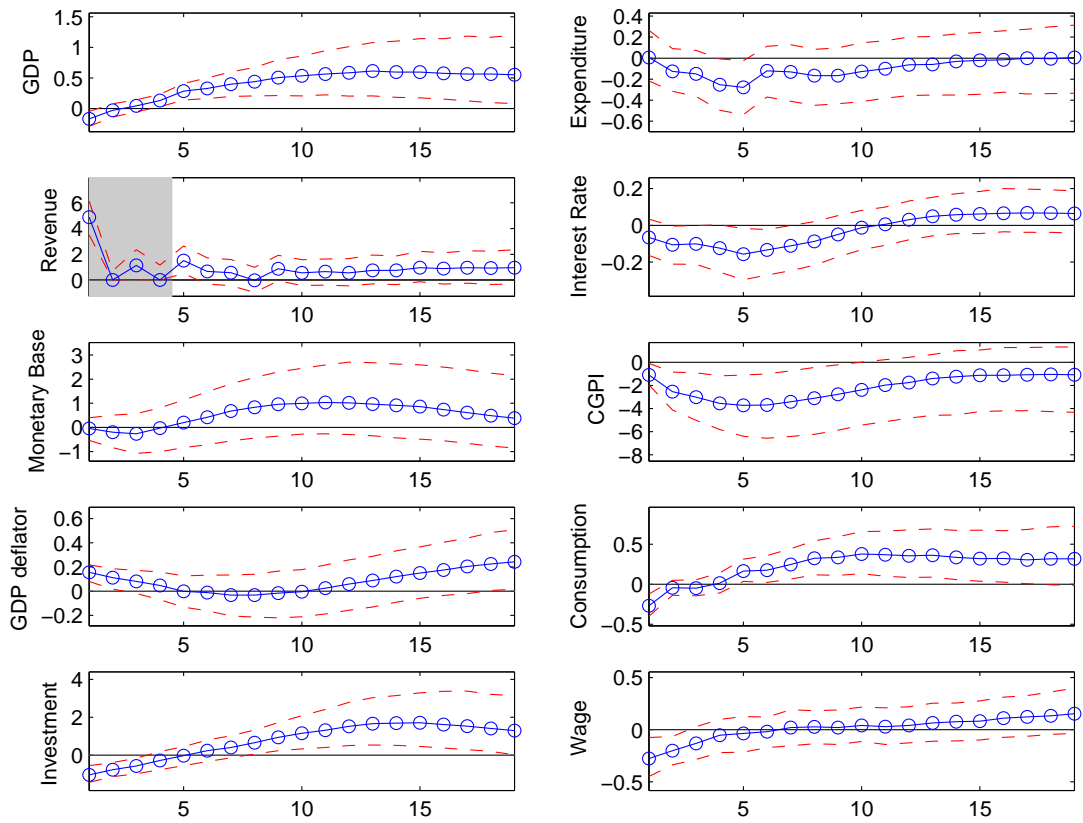 GDP
1.5
1
0.5
0
5 10 15
Expenditure
0.4
0.2
0
−0.2
−0.4
−0.6
5 10 15
Revenue
6
4
2
0
5 10 15
Interest Rate
0.2
0
−0.2
5 10 15
Monetary Base
3
2
1
0
−1
5 10 15
CGPI
0
−2
−4
−6
−8
5 10 15
GDP deflator
0.6
0.4
0.2
0
−0.2
5 10 15
Consumption
0.5
0
−0.5
5 10 15
Investment
4
2
0
5 10 15
Wage
0.5
0
−0.5
5 10 15